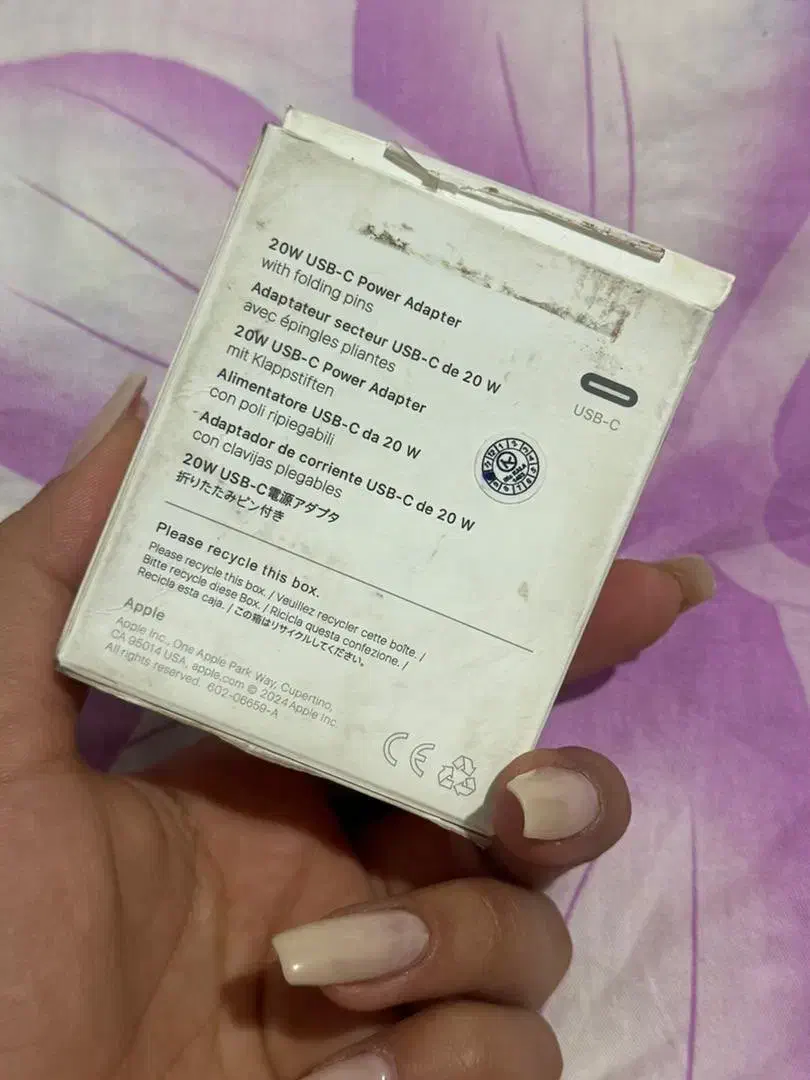 20W USB-C Power Adapter
with folding pins
Adaptateur secteur USB-C de 20 W
avec épingles pliantes
20W USB-C Power Adapter
mit Klappstiften
Alimentatore USB-C da 20 W
con poli ripiegabili
Adaptador de corriente USB-C de 20 W
con clavijas plegables
20W USB-C電源アダプタ
折りたたみピン付き
USB-C
Please recycle this box.
Please recycle this box. / Veuillez recycler cette boîte. /
Bitte recycle diese Box. / Ricicla questa confezione. /
Recicla esta caja. / この箱はリサイクルしてください。
Apple
Apple Inc., One Apple Park Way, Cupertino,
CA 95014 USA, apple.com © 2024 Apple Inc.
All rights reserved. 602-06659-A
CE